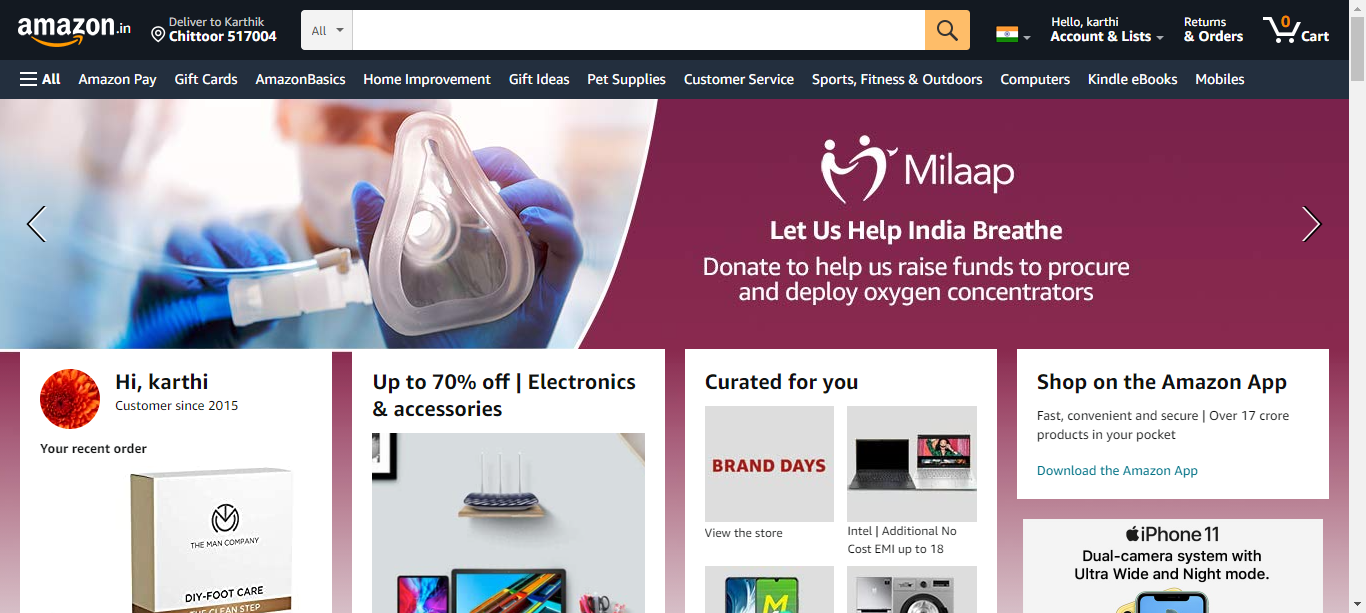 amazon.in
Deliver to Karthik
Chittoor 517004
All
Hello, karthi
Account & Lists
Returns
& Orders
0
Cart
All Amazon Pay Gift Cards AmazonBasics Home Improvement Gift Ideas Pet Supplies Customer Service Sports, Fitness & Outdoors Computers Kindle eBooks Mobiles
Milaap
Let Us Help India Breathe
Donate to help us raise funds to procure
and deploy oxygen concentrators
Hi, karthi
Customer since 2015
Your recent order
THE MAN COMPANY
DIY-FOOT CARE
THE CLEAN STEP
Up to 70% off | Electronics
& accessories
Curated for you
BRAND DAYS
View the store
Intel | Additional No
Cost EMI up to 18
M
Shop on the Amazon App
Fast, convenient and secure | Over 17 crore
products in your pocket
Download the Amazon App
iPhone 11
Dual-camera system with
Ultra Wide and Night mode.